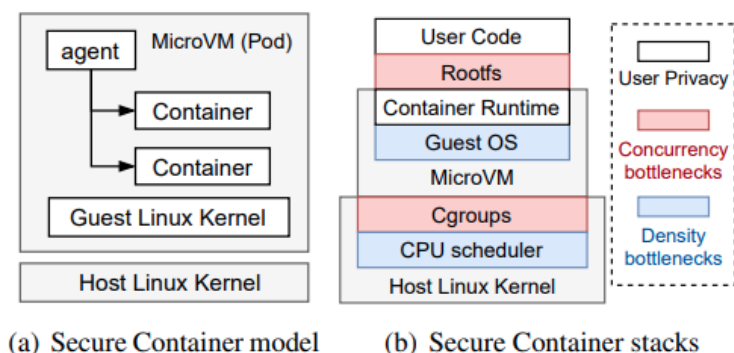 agent
MicroVM (Pod)
Container
Container
Guest Linux Kernel
Host Linux Kernel
(a) Secure Container model
User Code
Rootfs
Container Runtime
Guest OS
MicroVM
Cgroups
CPU scheduler
Host Linux Kernel
(b) Secure Container stacks
User Privacy
Concurrency
bottlenecks
Density
bottlenecks